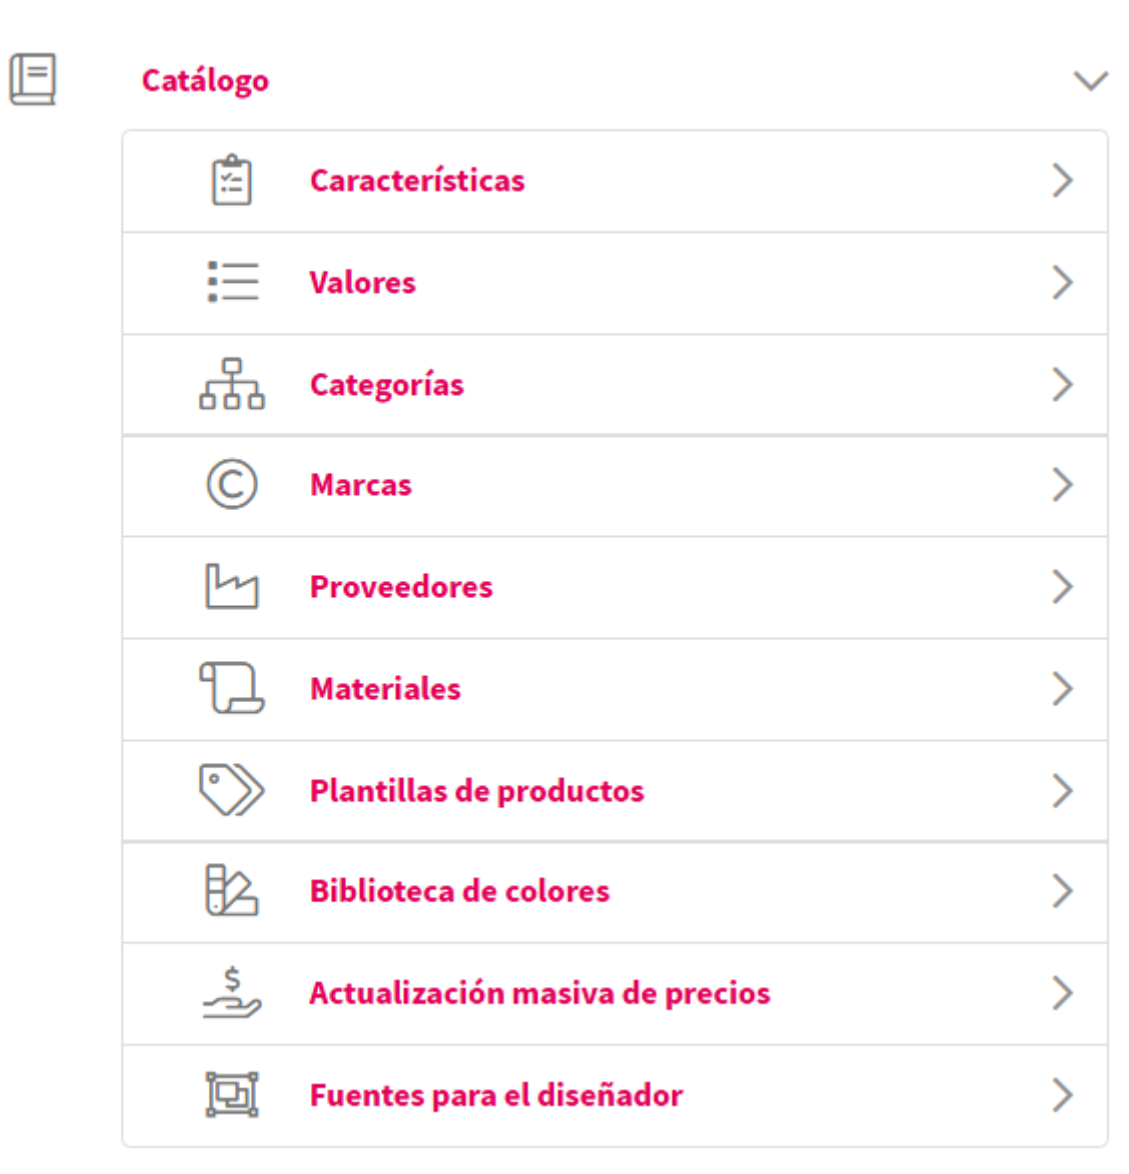 Catálogo
Características
Valores
Categorías
Marcas
Proveedores
Materiales
Plantillas de productos
Biblioteca de colores
Actualización masiva de precios
Fuentes para el diseñador